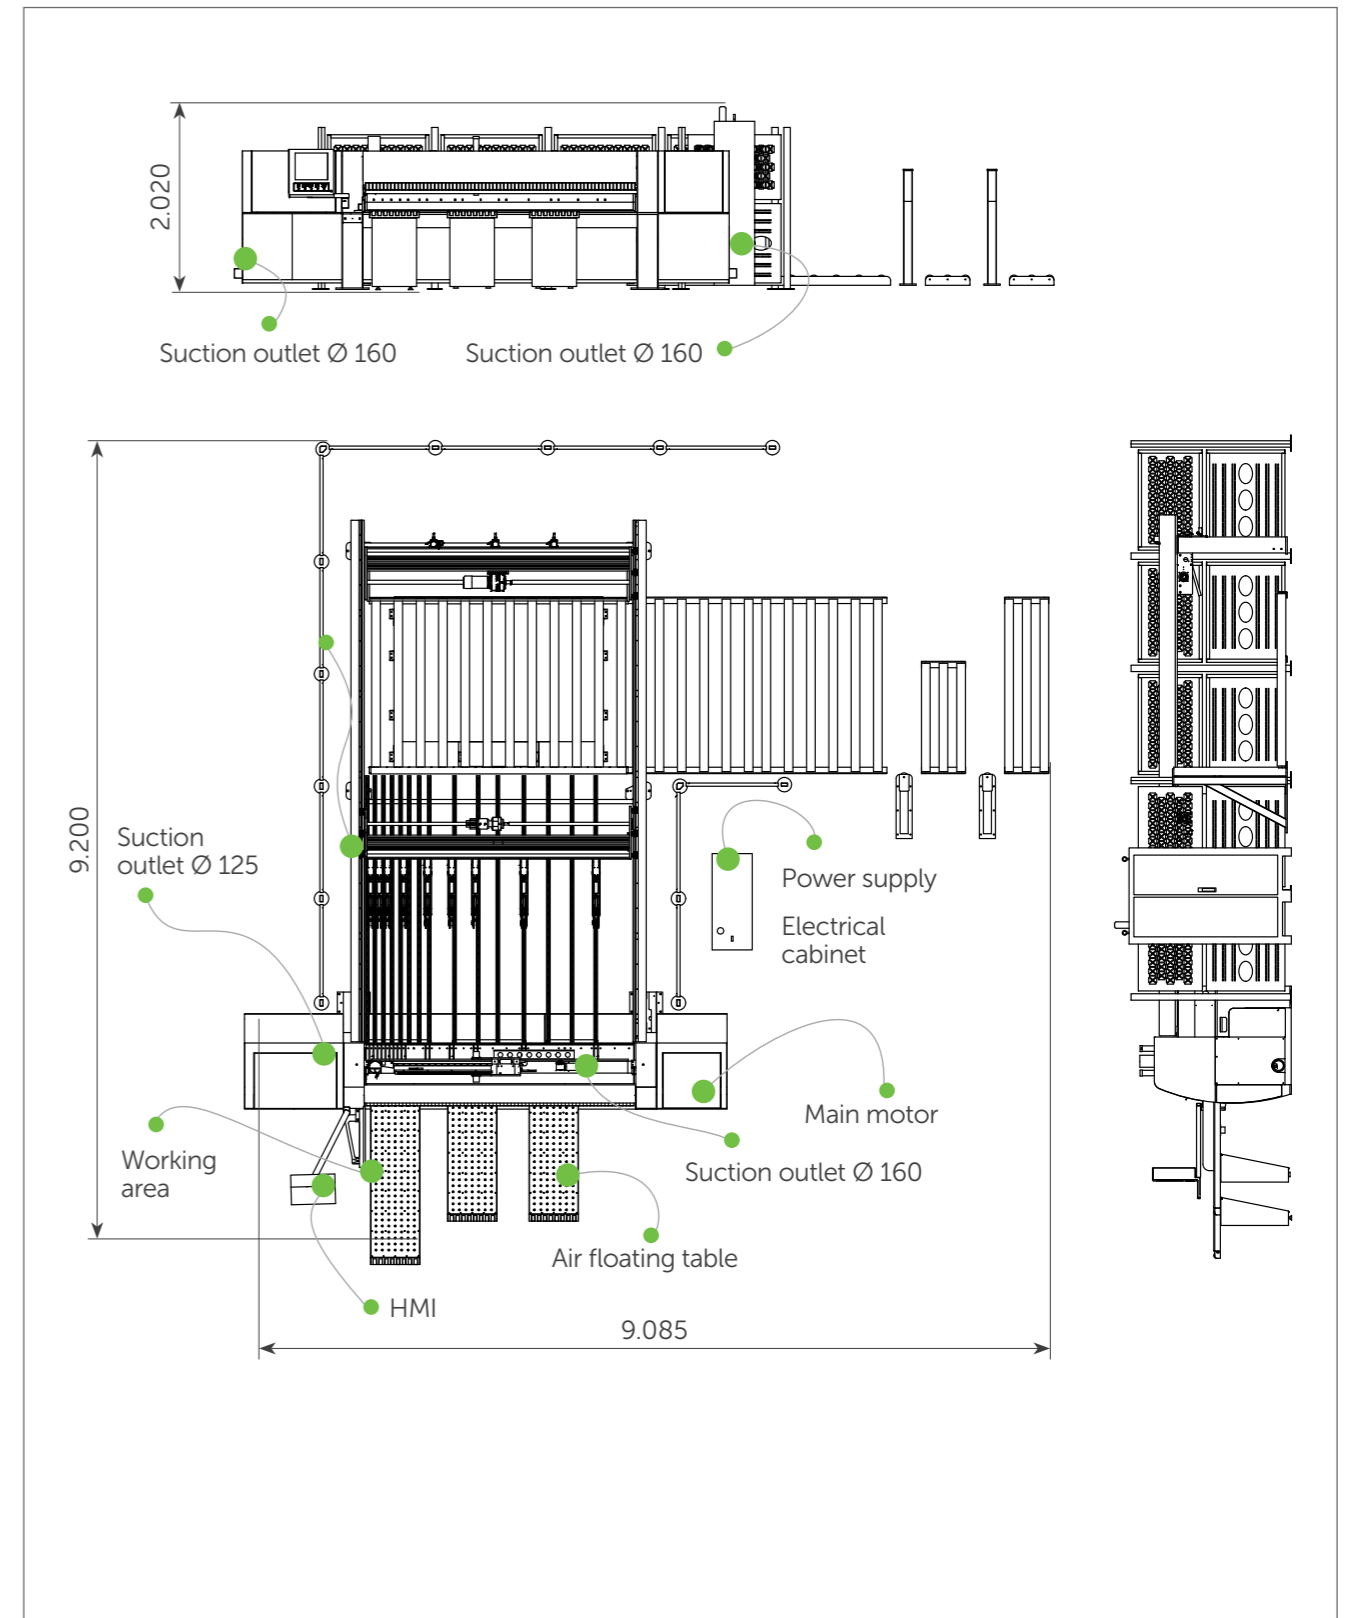 2.020
Suction outlet Ø 160
Suction outlet Ø 160
9.200
Suction
outlet Ø 125
Power supply
Electrical
cabinet
Main motor
Working
area
Suction outlet Ø 160
Air floating table
HMI
9.085